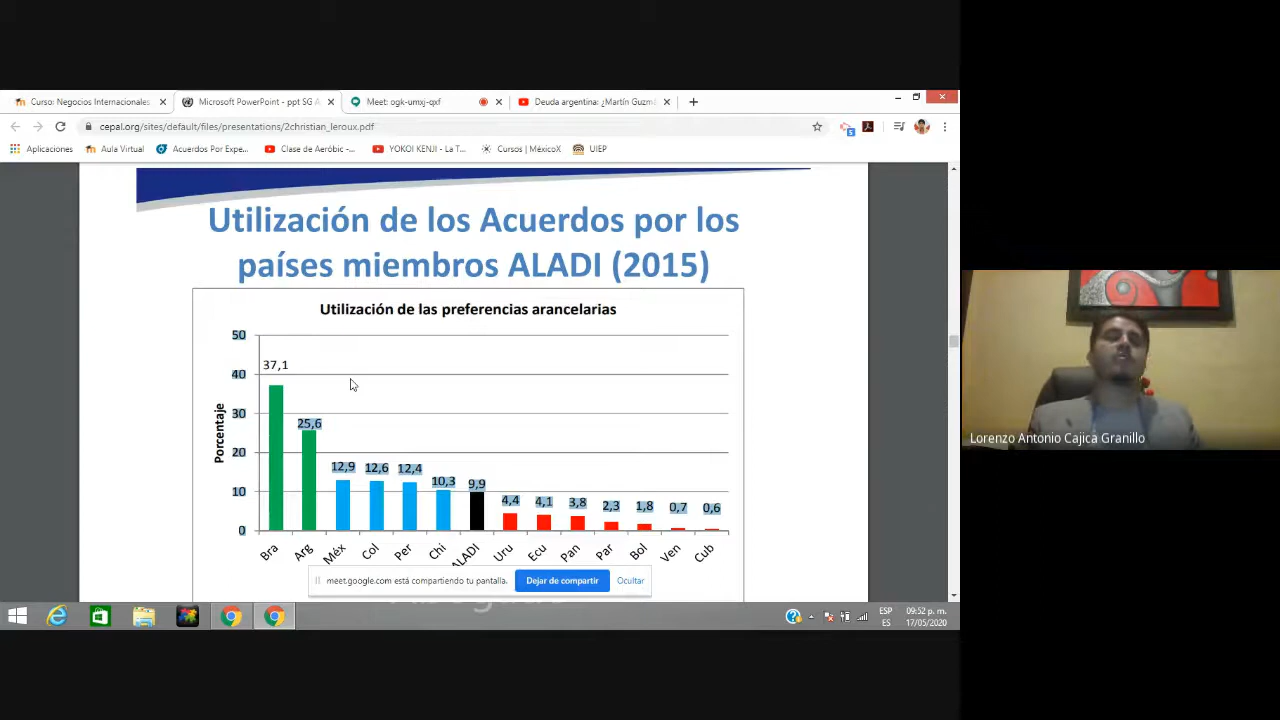 Curso: Negocios Internacionales
Microsoft PowerPoint - ppt SG A
Meet: ogk-umxj-qxf
Deuda argentina: ¿Martín Guzmá
cepal.org/sites/default/files/presentations/2christian_leroux.pdf
Aplicaciones
Aula Virtual
Acuerdos Por Expe...
Clase de Aeróbic -...
YOKOI KENJI - La T...
Cursos | MéxicoX
UIEP
Utilización de los Acuerdos por los
países miembros ALADI (2015)
Utilización de las preferencias arancelarias
Porcentaje
50
40
30
20
10
0
37,1
25,6
12,9
12,6
12,4
10,3
9,9
4,4
4,1
3,8
2,3
1,8
0,7
0,6
Bra
Arg
Méx
Col
Per
Chi
ALADI
Uru
Ecu
Pan
Par
Bol
Ven
Cub
meet.google.com está compartiendo tu pantalla.
Dejar de compartir
Ocultar
ESP
ES
09:52 p. m.
17/05/2020
Lorenzo Antonio Cajica Granillo